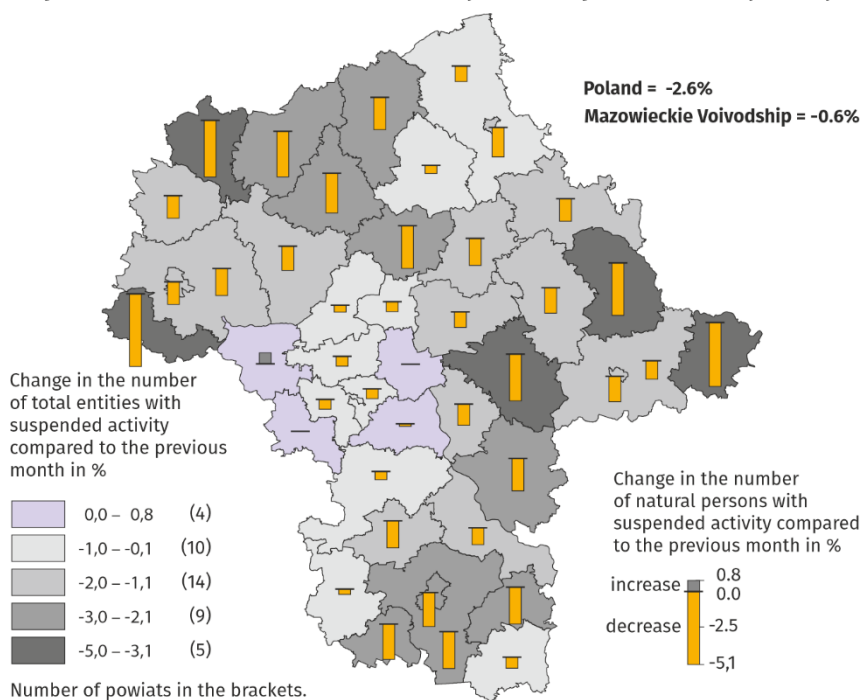 Poland = -2.6%
Mazowieckie Voivodship = -0.6%
Change in the number
of total entities with
suspended activity
compared to the previous
month in %
0,0 – 0,8 (4)
-1,0 – -0,1 (10)
-2,0 – -1,1 (14)
-3,0 – -2,1 (9)
-5,0 – -3,1 (5)
Number of powiats in the brackets.
Change in the number
of natural persons with
suspended activity compared
to the previous month in %
increase
decrease
0.8
0.0
-2.5
-5,1